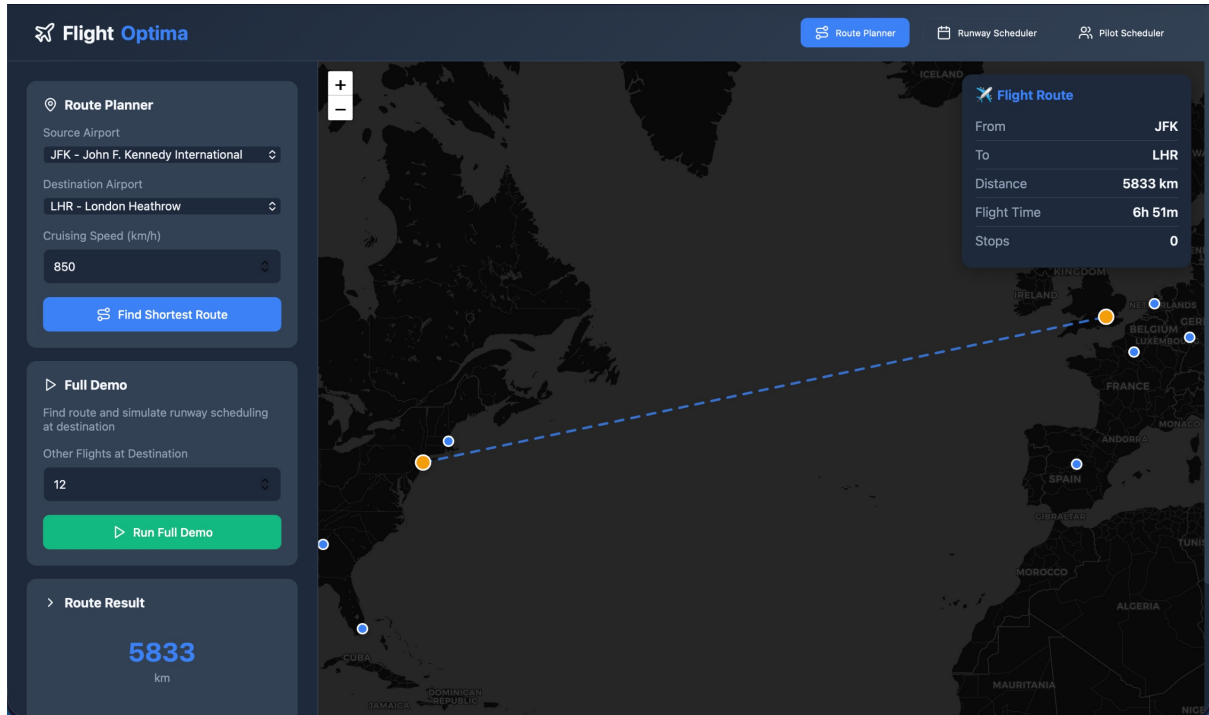 Flight Optima
Route Planner
Runway Scheduler
Pilot Scheduler
Route Planner
Source Airport
JFK - John F. Kennedy International
Destination Airport
LHR - London Heathrow
Cruising Speed (km/h)
850
Find Shortest Route
Full Demo
Find route and simulate runway scheduling
at destination
Other Flights at Destination
12
Run Full Demo
Route Result
5833
km
+
−
Flight Route
From JFK
To LHR
Distance 5833 km
Flight Time 6h 51m
Stops 0
ICELAND
KINGDOM
IRELAND
NETHERLANDS
BELGIUM
LUXEMBOURG
FRANCE
MONACO
ANDORRA
SPAIN
GIBRALTAR
MOROCCO
ALGERIA
MAURITANIA
CUBA
DOMINICAN
REPUBLIC
JAMAICA